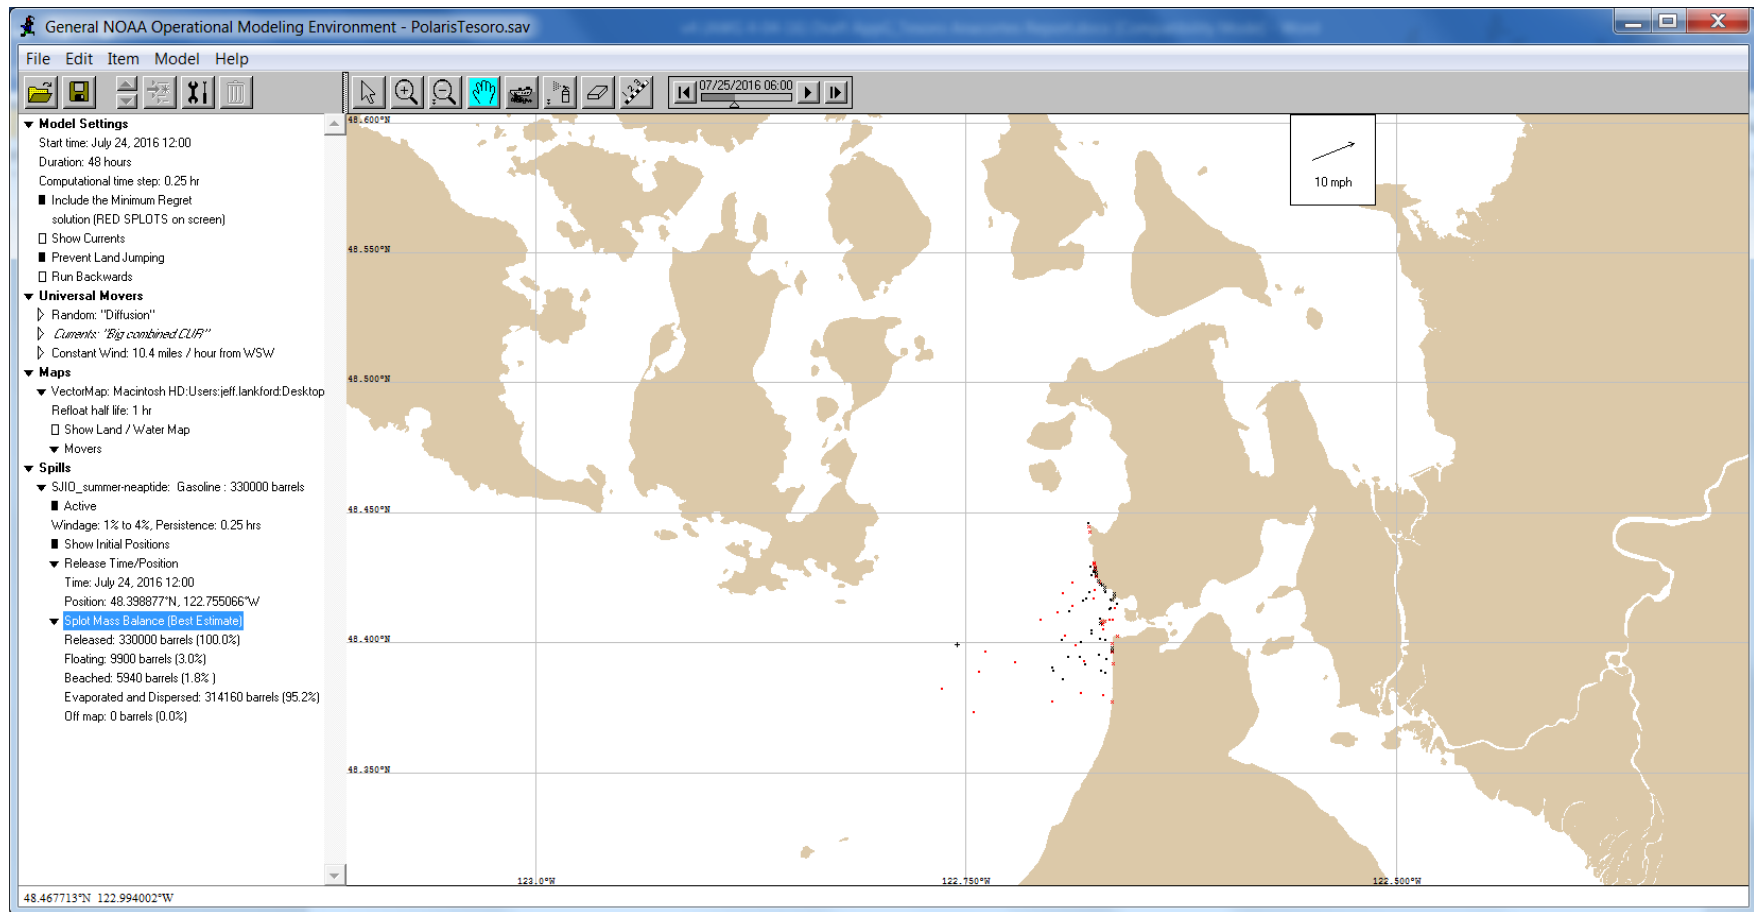 General NOAA Operational Modeling Environment - PolarisTesoro.sav
File Edit Item Model Help
07/25/2016 06:00
Model Settings
Start time: July 24, 2016 12:00
Duration: 48 hours
Computational time step: 0.25 hr
Include the Minimum Regret
solution (RED SPLOTS on screen)
Show Currents
Prevent Land Jumping
Run Backwards
Universal Movers
Random: "Diffusion"
Currents: "Big combined.CUR"
Constant Wind: 10.4 miles / hour from WSW
Maps
VectorMap: Macintosh HD:Users:jeff.lankford:Desktop
Refloat half life: 1 hr
Show Land / Water Map
Movers
Spills
SJIO_summer-neaptide: Gasoline : 330000 barrels
Active
Windage: 1% to 4%, Persistence: 0.25 hrs
Show Initial Positions
Release Time/Position
Time: July 24, 2016 12:00
Position: 48.398877°N, 122.755066°W
Splot Mass Balance (Best Estimate)
Released: 330000 barrels (100.0%)
Floating: 9900 barrels (3.0%)
Beached: 5940 barrels (1.8% )
Evaporated and Dispersed: 314160 barrels (95.2%)
Off map: 0 barrels (0.0%)
48.600°N
10 mph
48.550°N
48.500°N
48.450°N
48.400°N
48.350°N
123.0°W
122.750°W
122.500°W
48.467713°N 122.994002°W